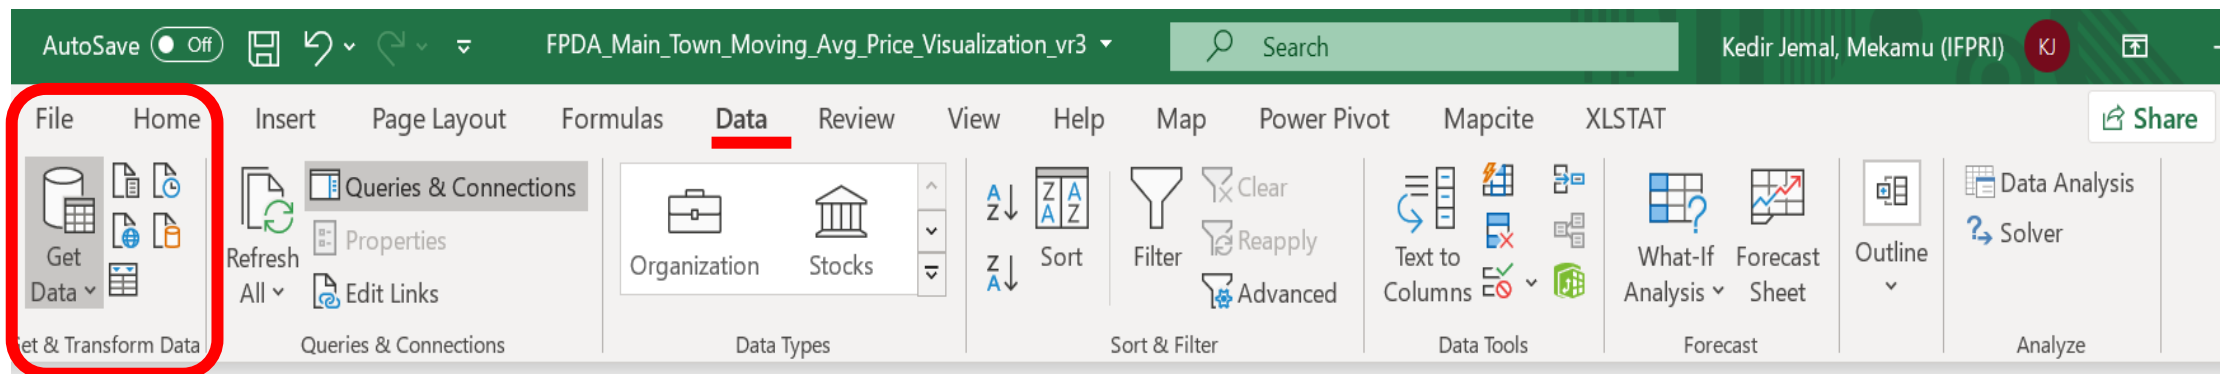 AutoSave Off FPDA_Main_Town_Moving_Avg_Price_Visualization_vr3 Search Kedir Jemal, Mekamu (IFPRI) KJ
File Home Insert Page Layout Formulas Data Review View Help Map Power Pivot Mapcite XLSTAT Share
Get
Data
Refresh
All
Queries & Connections
Properties
Edit Links
Organization Stocks
Sort
Filter
Clear
Reapply
Advanced
Text to
Columns
What-If
Analysis
Forecast
Sheet
Outline
Data Analysis
Solver
et & Transform Data Queries & Connections Data Types Sort & Filter Data Tools Forecast Analyze